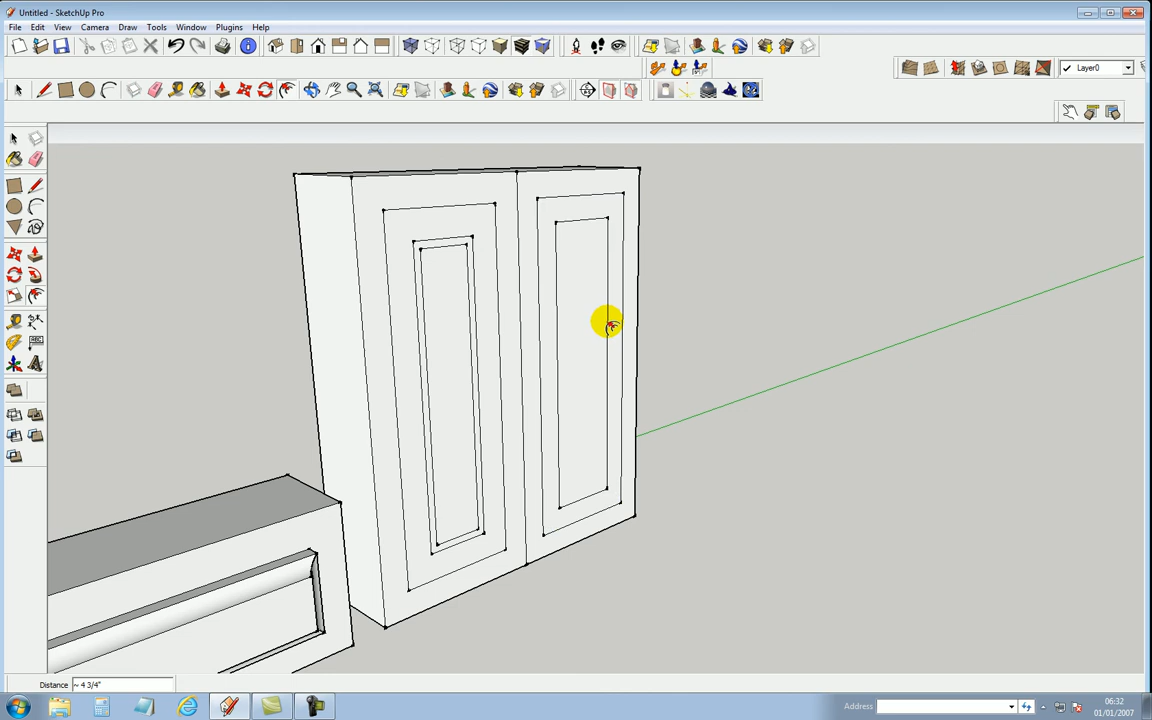 Untitled - SketchUp Pro
File Edit View Camera Draw Tools Window Plugins Help
Layer0
Distance ~ 4 3/4"
Address
06:32
01/01/2007